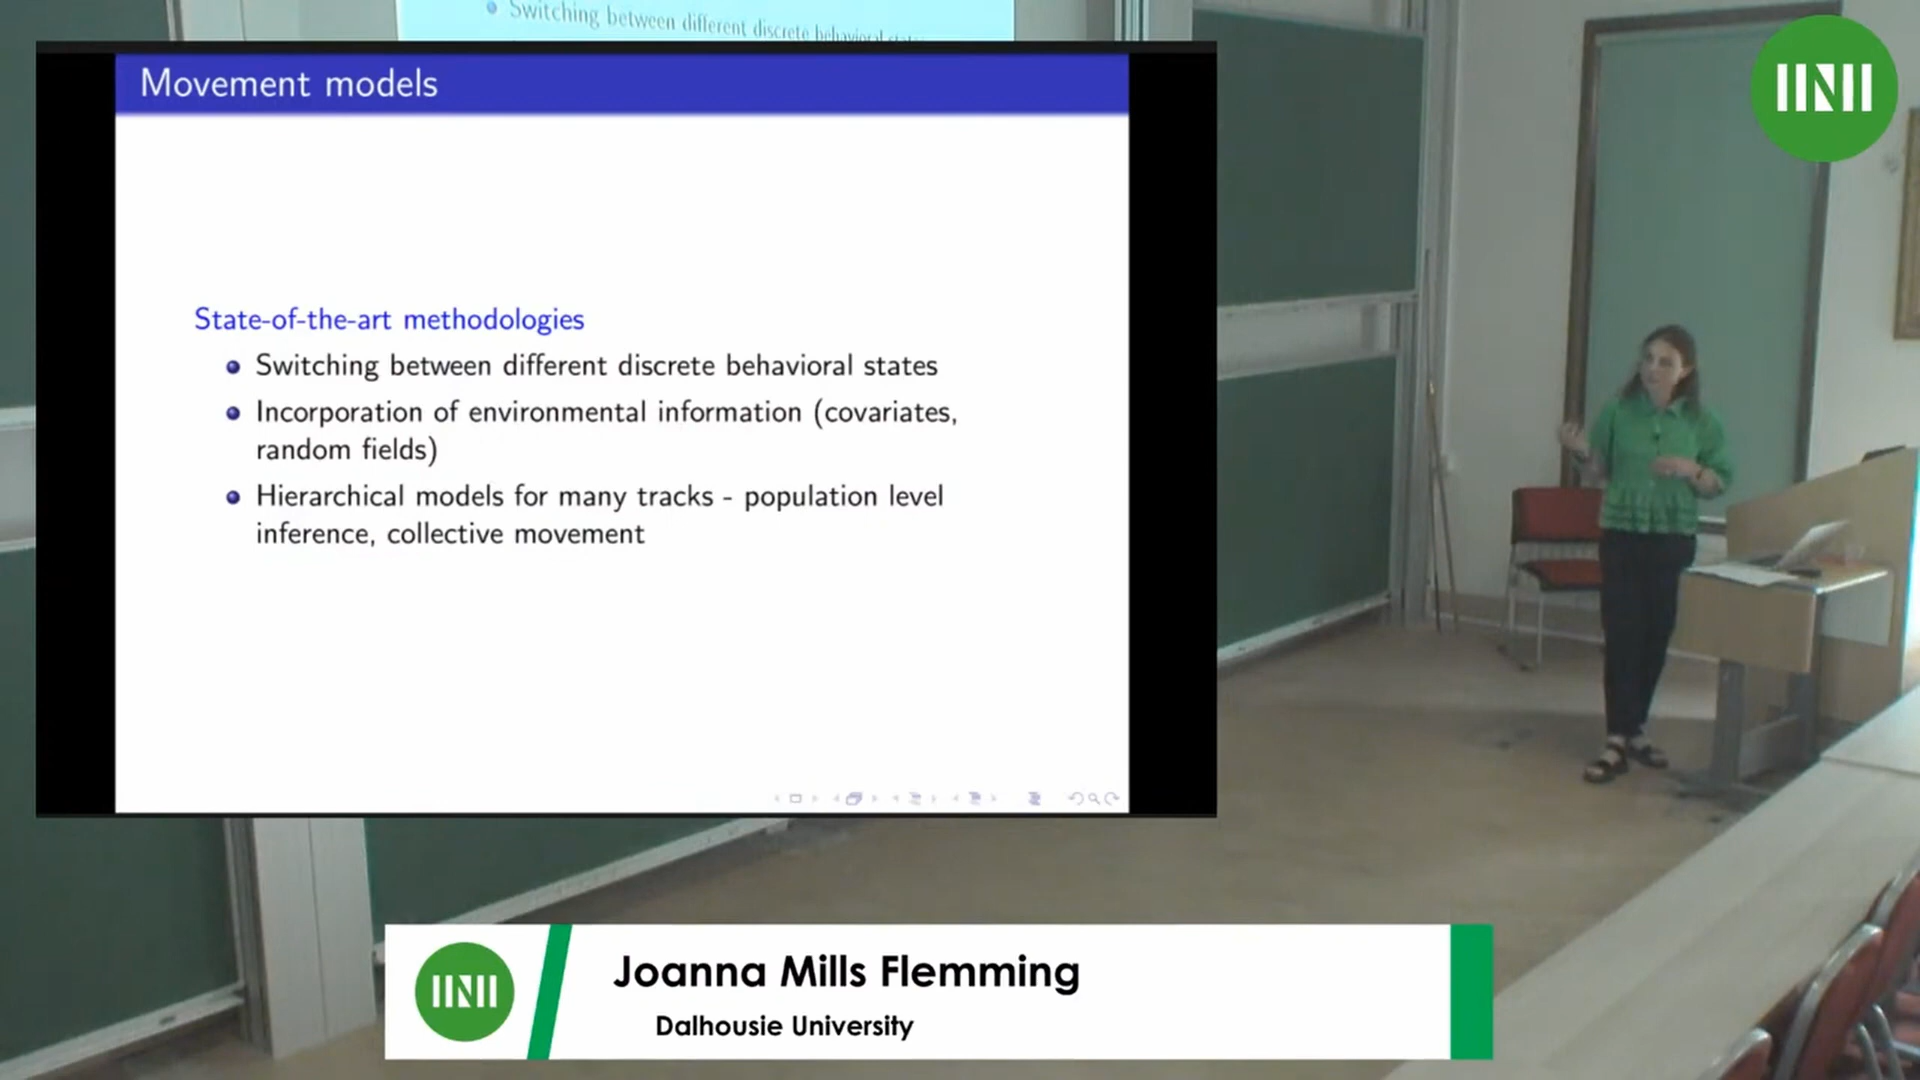 Switching between different discrete behavioral
Movement models
State-of-the-art methodologies
Switching between different discrete behavioral states
Incorporation of environmental information (covariates,
random fields)
Hierarchical models for many tracks - population level
inference, collective movement
Joanna Mills Flemming
Dalhousie University